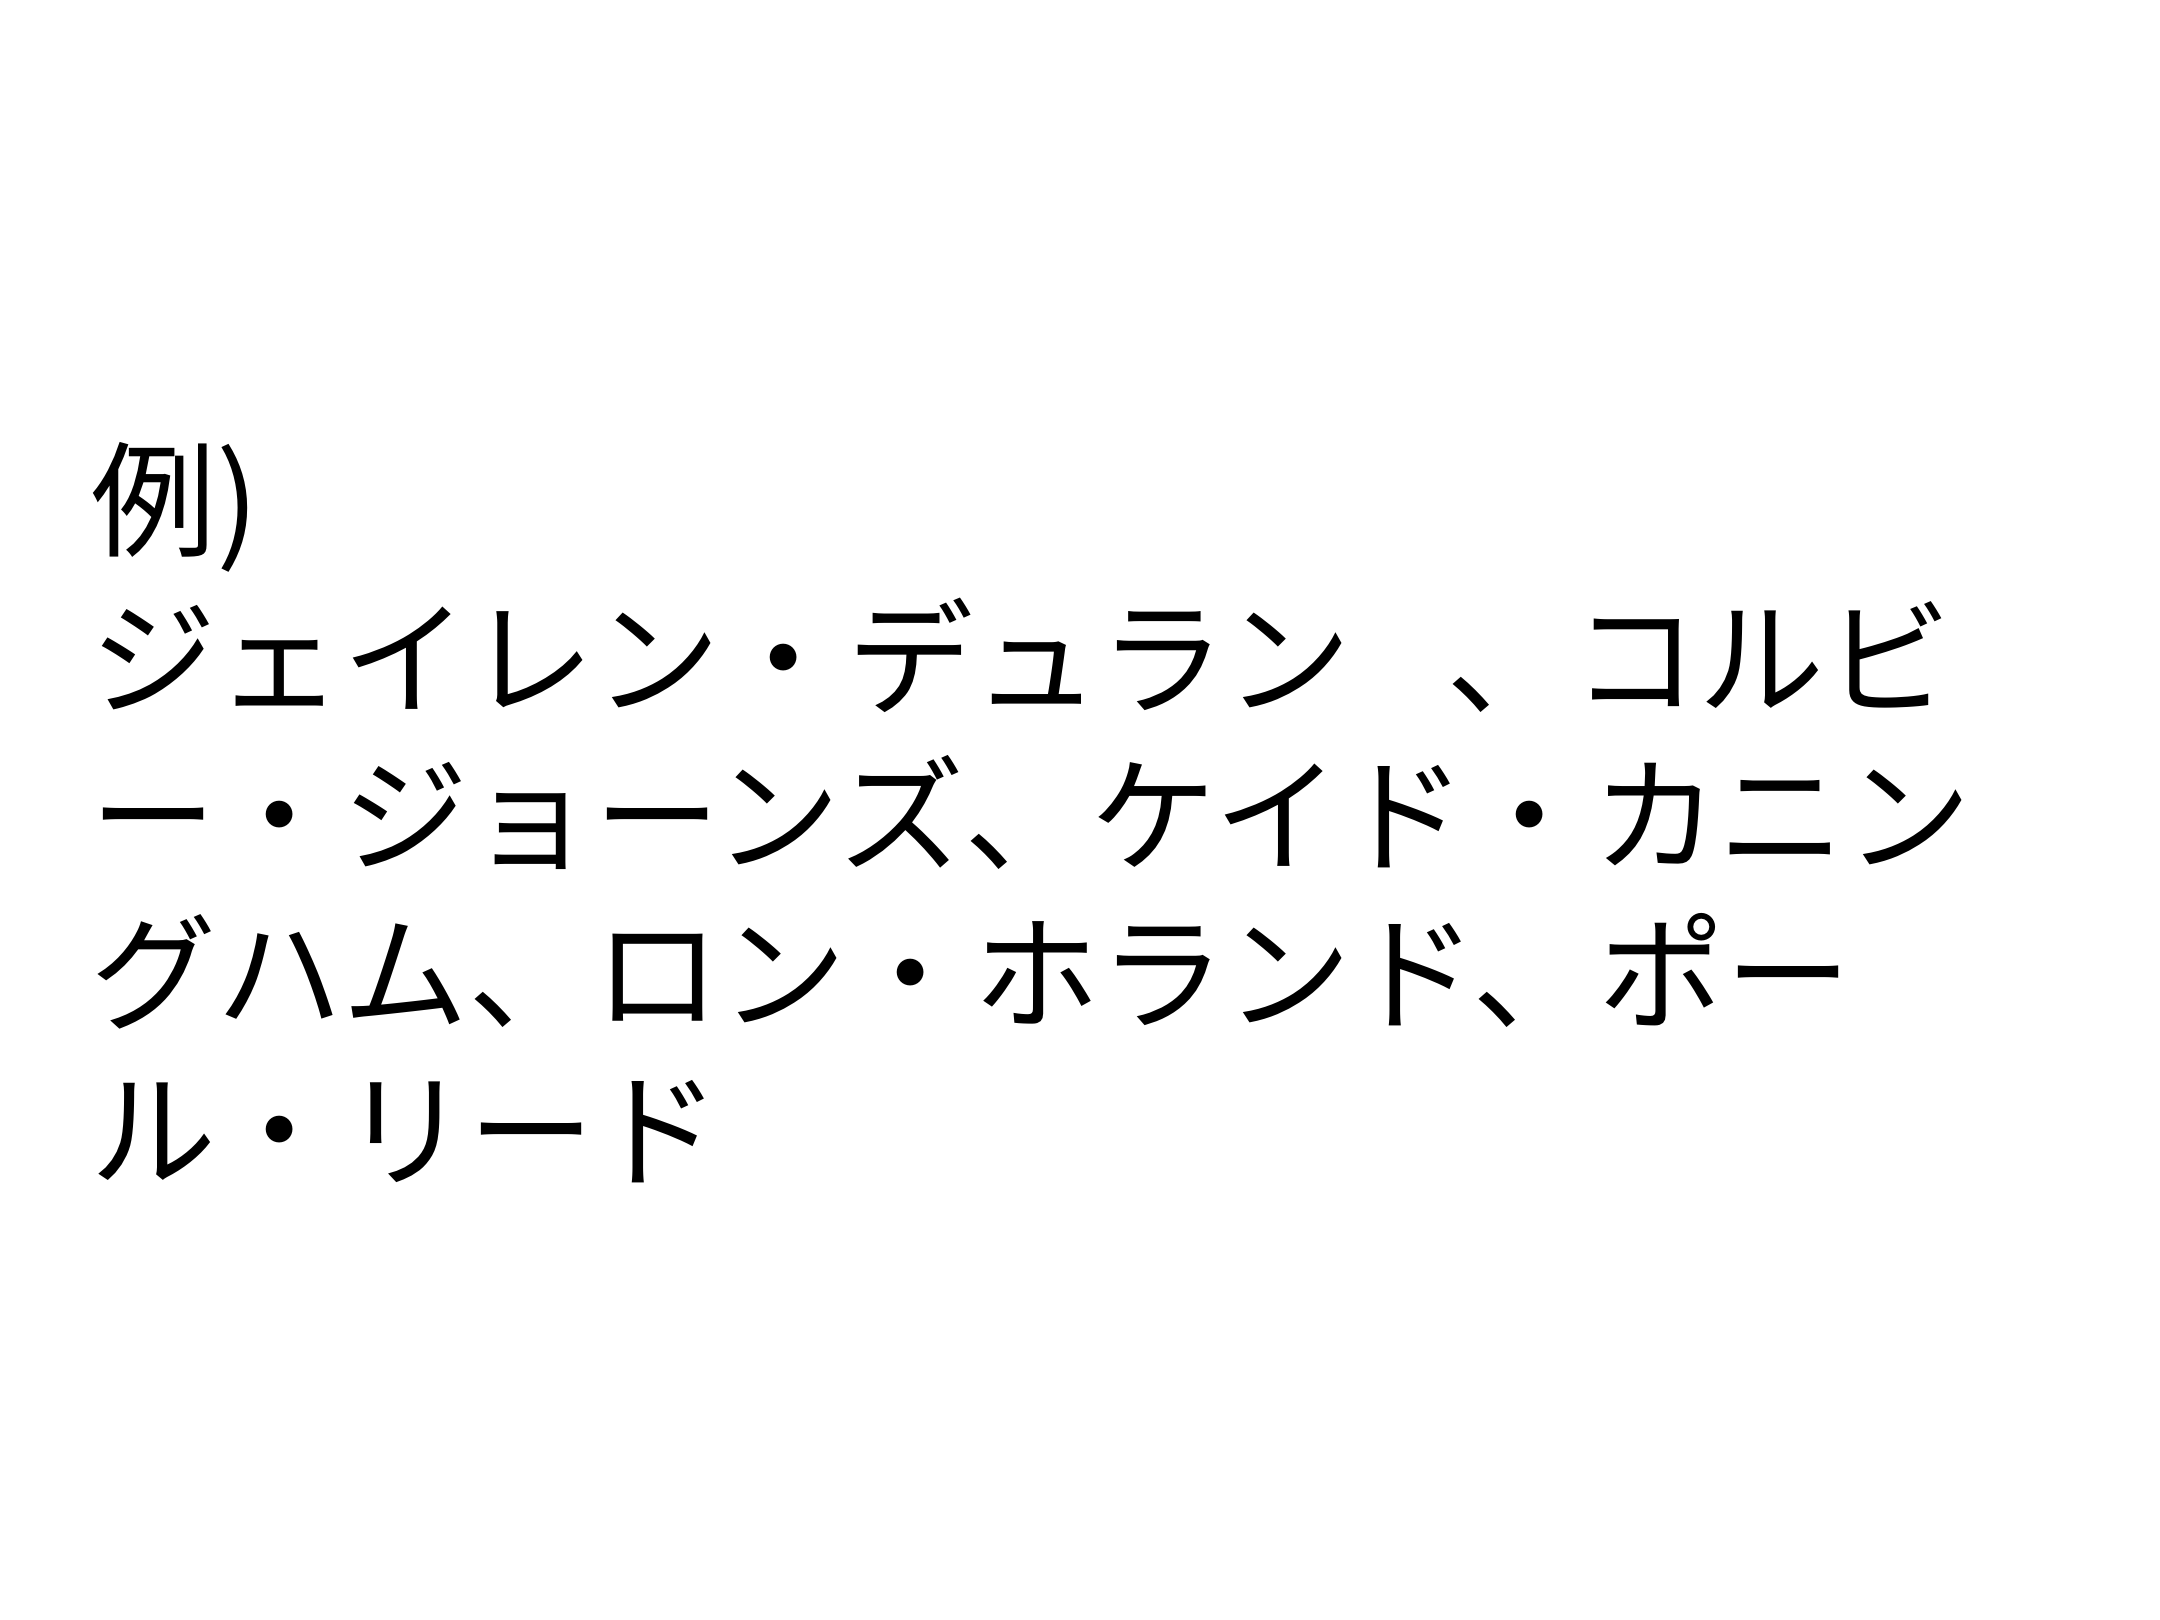 例)
ジェイレン・デュラン 、コルビ
ー・ジョーンズ、ケイド・カニン
グハム、ロン・ホランド、ポー
ル・リード